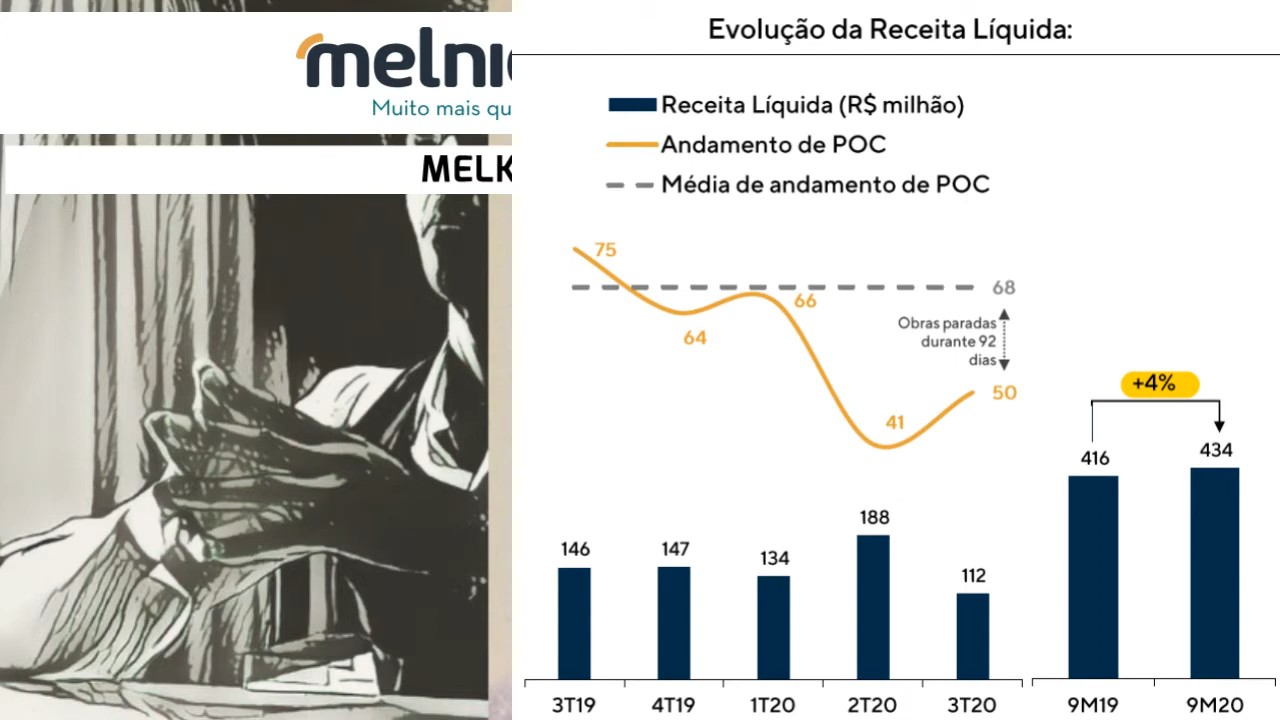 melni
Muito mais qu
MELK
Evolução da Receita Líquida:
Receita Líquida (R$ milhão)
Andamento de POC
Média de andamento de POC
75
68
66
64
Obras paradas
durante 92
dias
50
41
+4%
416
434
146
147
134
188
112
3T19 4T19 1T20 2T20 3T20 9M19 9M20